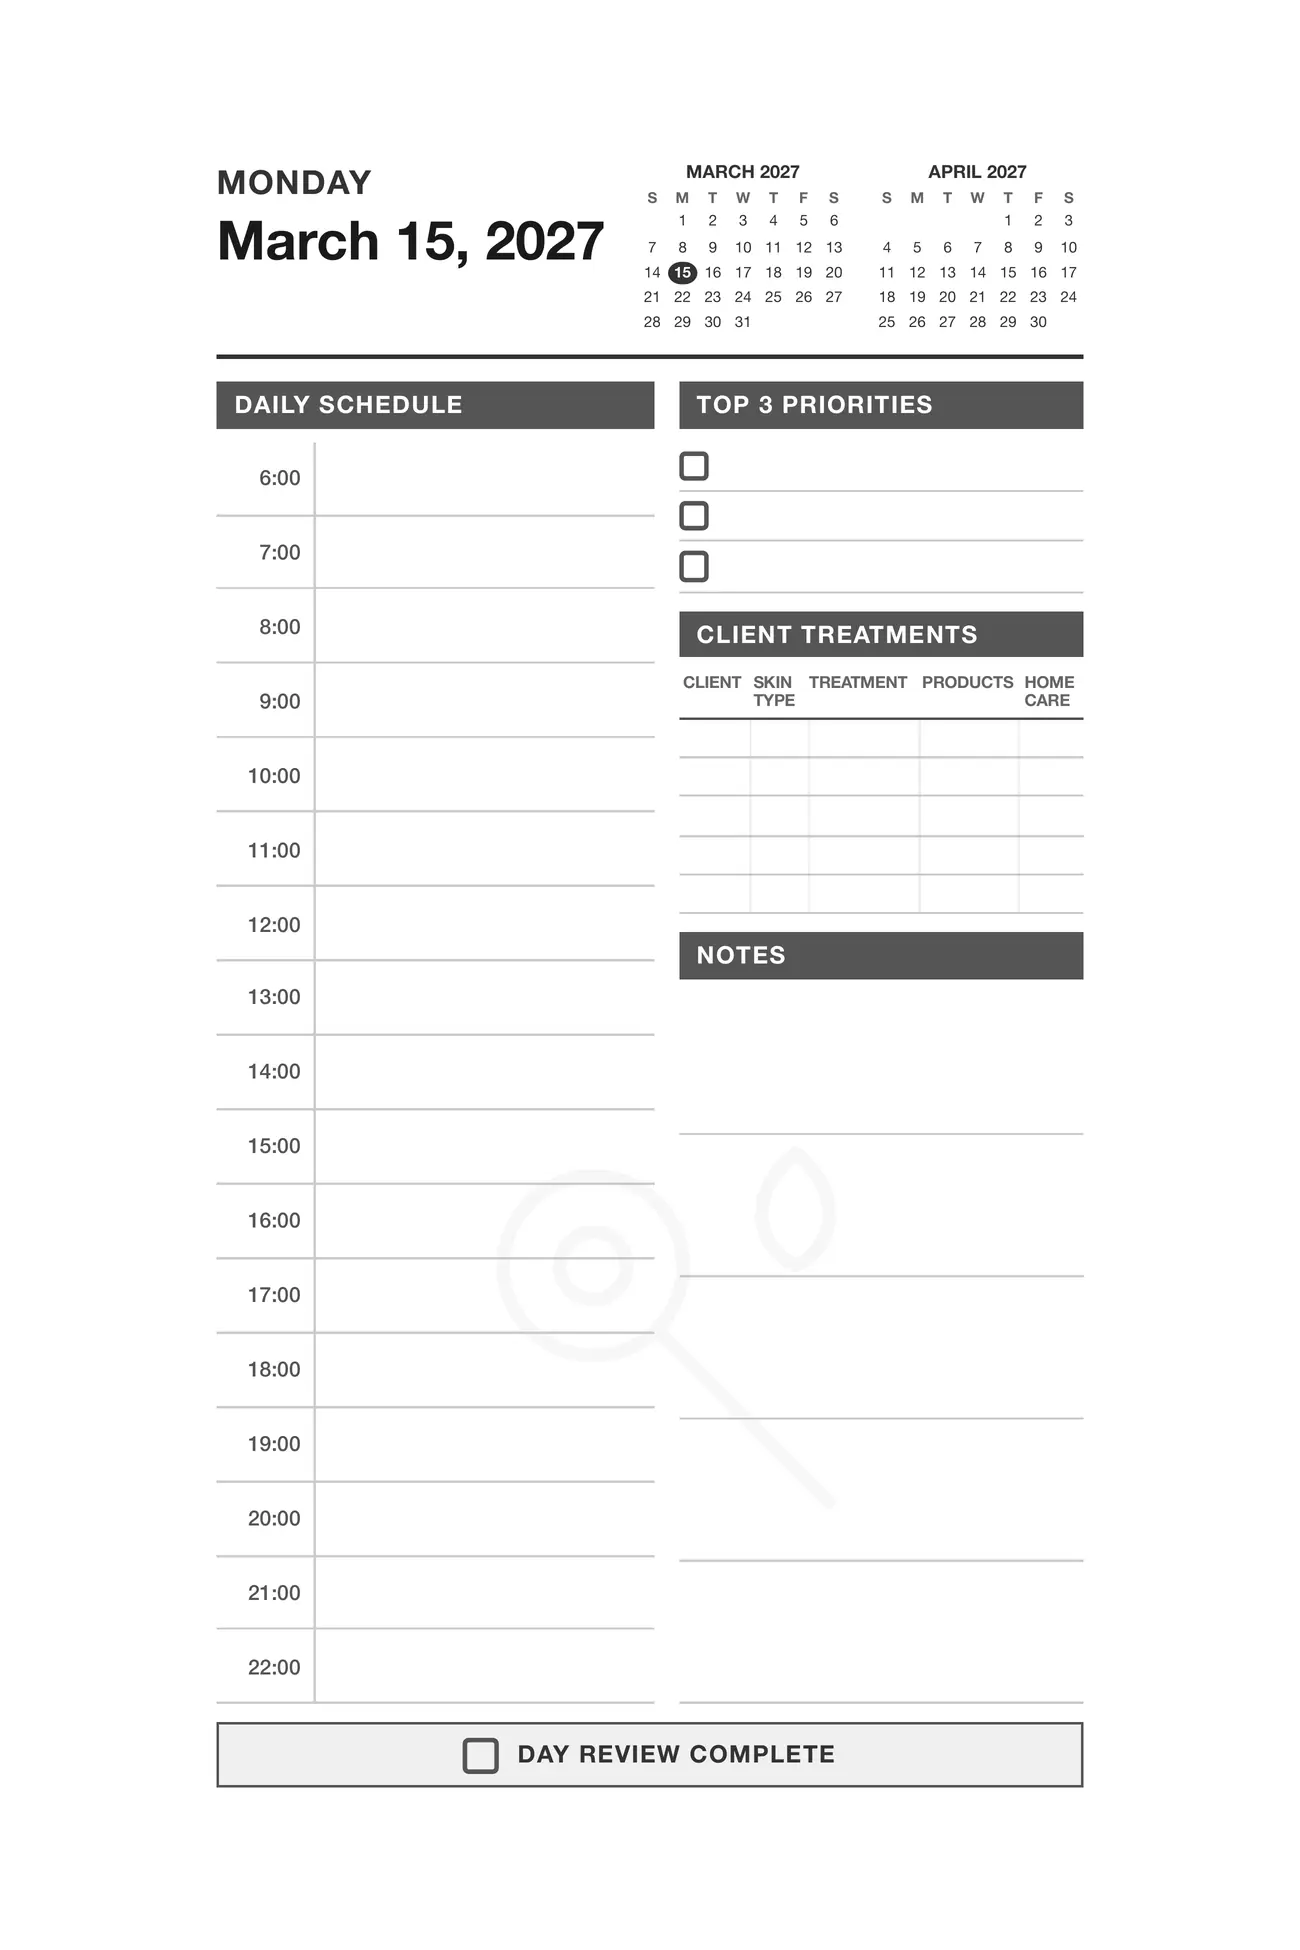 MONDAY
March 15, 2027
MARCH 2027
S M T W T F S
1 2 3 4 5 6
7 8 9 10 11 12 13
14 15 16 17 18 19 20
21 22 23 24 25 26 27
28 29 30 31
APRIL 2027
S M T W T F S
1 2 3
4 5 6 7 8 9 10
11 12 13 14 15 16 17
18 19 20 21 22 23 24
25 26 27 28 29 30
DAILY SCHEDULE
6:00
7:00
8:00
9:00
10:00
11:00
12:00
13:00
14:00
15:00
16:00
17:00
18:00
19:00
20:00
21:00
22:00
TOP 3 PRIORITIES
CLIENT TREATMENTS
CLIENT SKIN TREATMENT PRODUCTS HOME
TYPE CARE
NOTES
DAY REVIEW COMPLETE